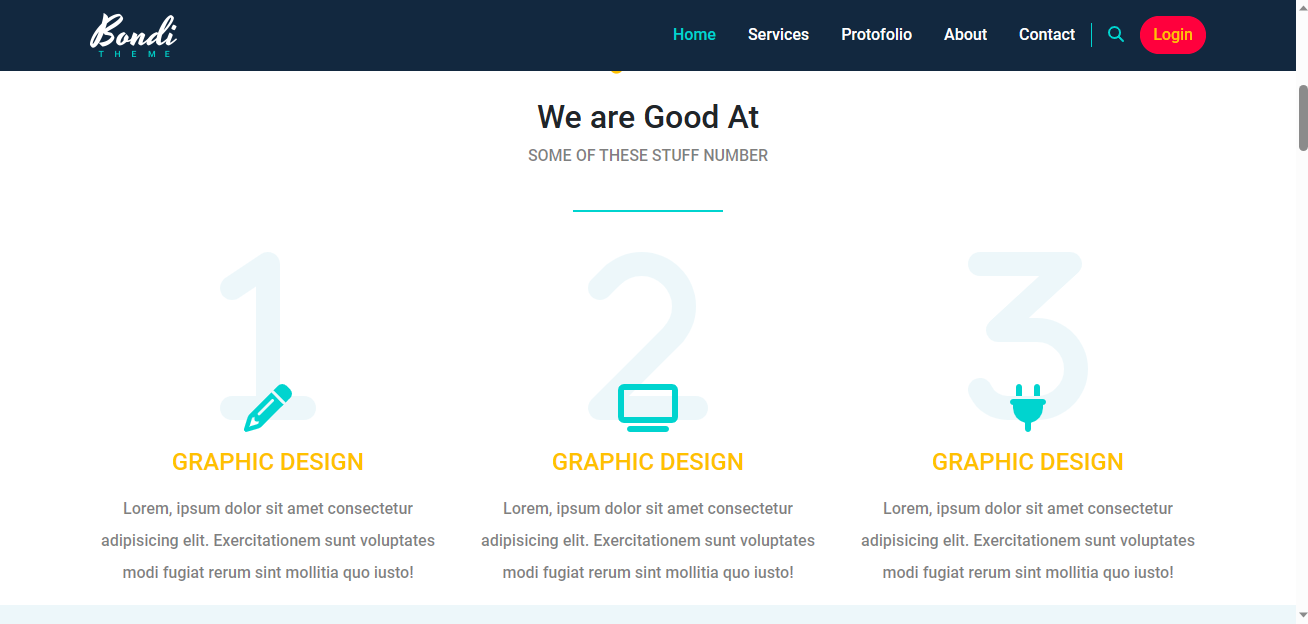 Bondi
THEME
Home Services Protofolio About Contact Login
We are Good At
SOME OF THESE STUFF NUMBER
1 2 3
GRAPHIC DESIGN
Lorem, ipsum dolor sit amet consectetur
adipisicing elit. Exercitationem sunt voluptates
modi fugiat rerum sint mollitia quo iusto!
GRAPHIC DESIGN
Lorem, ipsum dolor sit amet consectetur
adipisicing elit. Exercitationem sunt voluptates
modi fugiat rerum sint mollitia quo iusto!
GRAPHIC DESIGN
Lorem, ipsum dolor sit amet consectetur
adipisicing elit. Exercitationem sunt voluptates
modi fugiat rerum sint mollitia quo iusto!